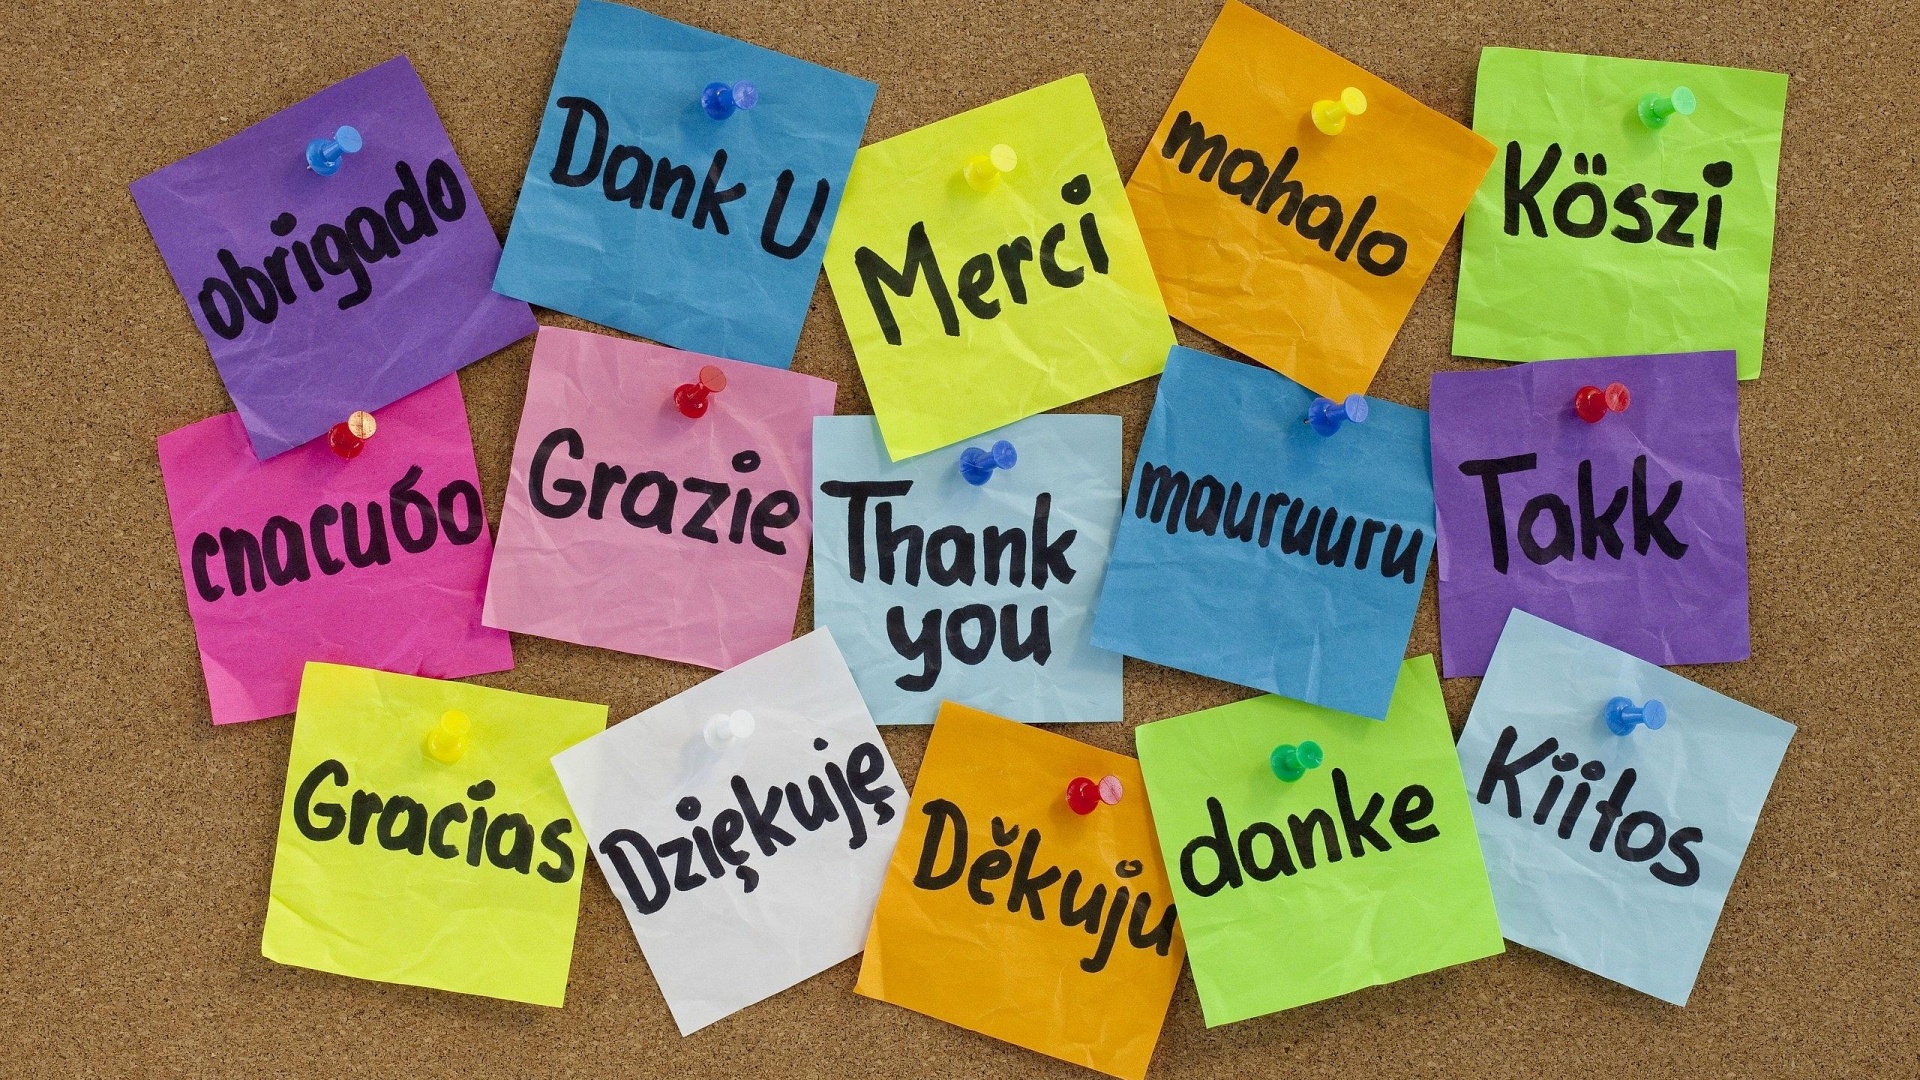 obrigado
Dank U
Merci
mahalo
Köszi
спасибо
Grazie
Thank
you
mauruuru
Takk
Gracias
Dziękuję
Děkuju
danke
Kiitos